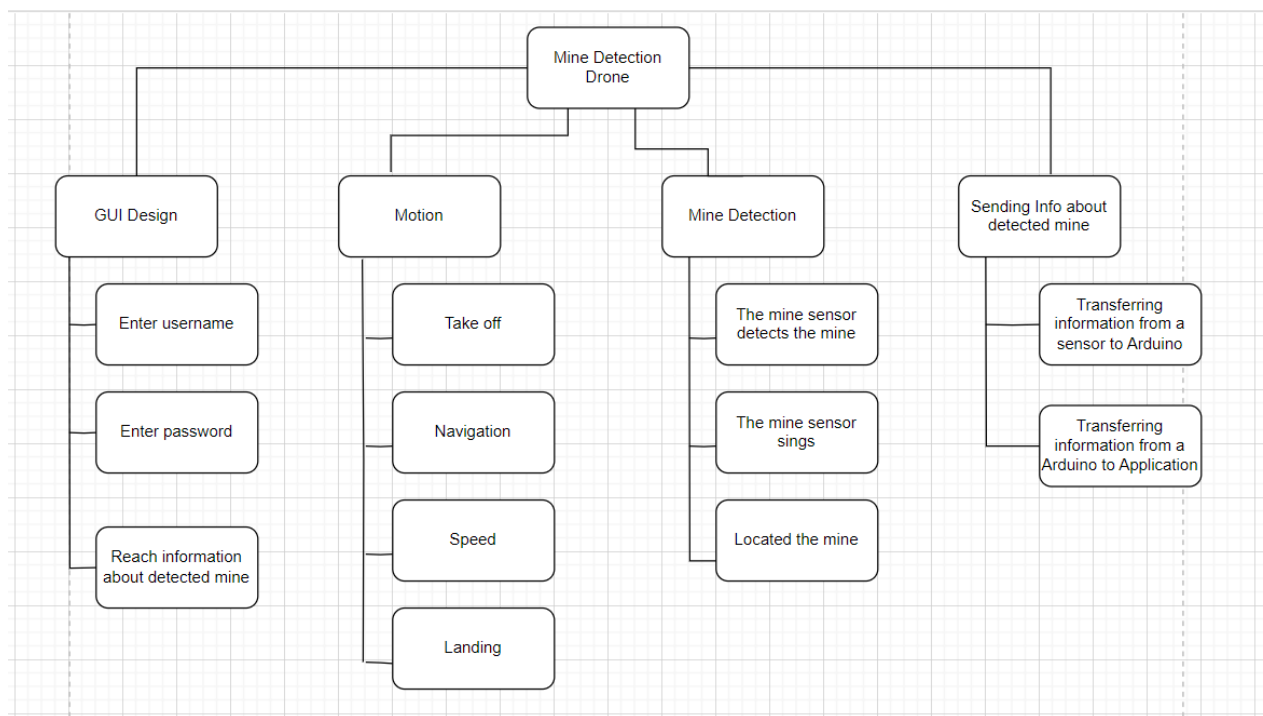 Mine Detection
Drone
GUI Design
Motion
Mine Detection
Sending Info about
detected mine
Enter username
Take off
The mine sensor
detects the mine
Transferring
information from a
sensor to Arduino
Enter password
Navigation
The mine sensor
sings
Transferring
information from a
Arduino to Application
Reach information
about detected mine
Speed
Located the mine
Landing